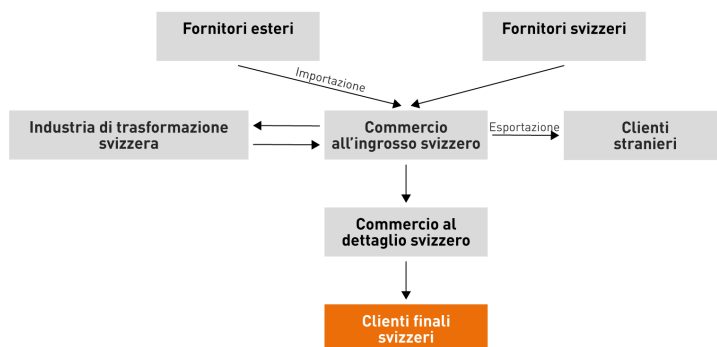 Fornitori esteri
Fornitori svizzeri
Importazione
Industria di trasformazione
svizzera
Commercio
all'ingrosso svizzero
Esportazione
Clienti
stranieri
Commercio al
dettaglio svizzero
Clienti finali
svizzeri